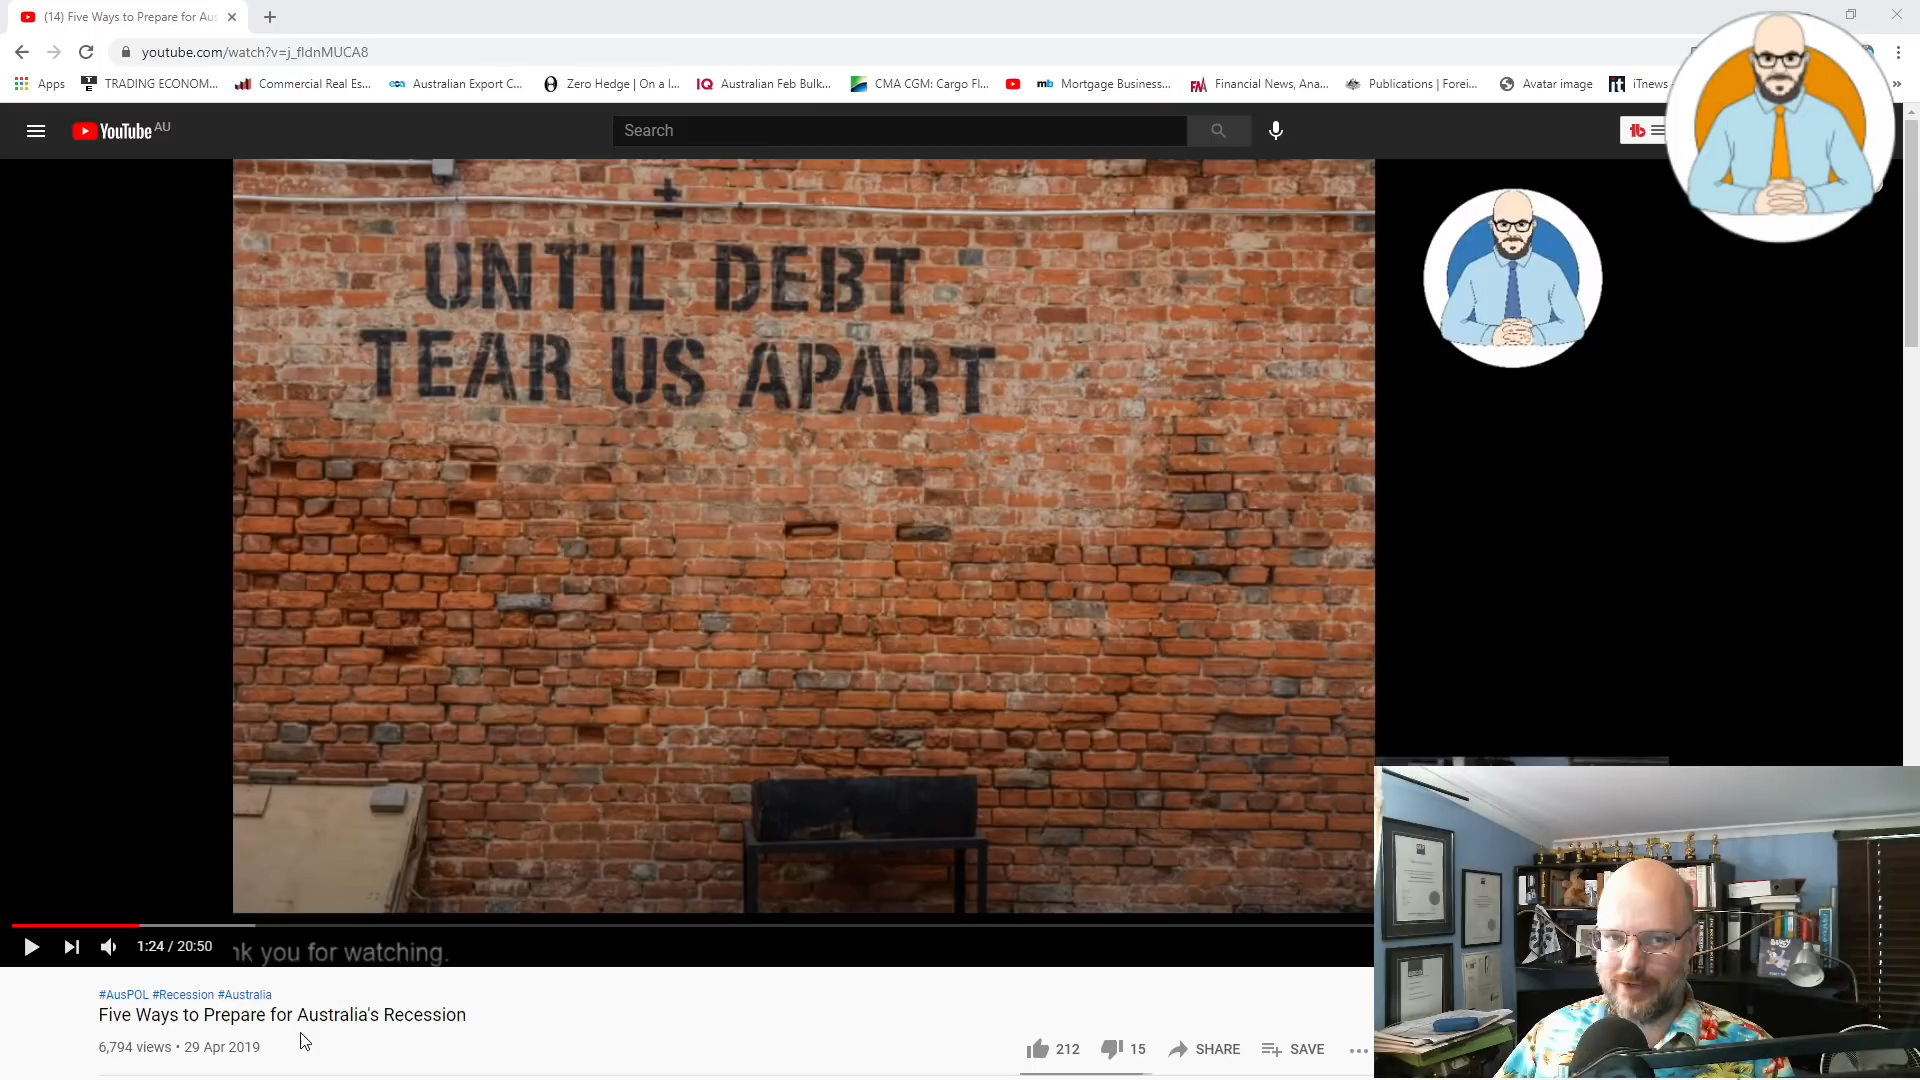 (14) Five Ways to Prepare for Aus
youtube.com/watch?v=j_fldnMUCA8
Apps TRADING ECONOM... Commercial Real Es... Australian Export C... Zero Hedge | On a l... Australian Feb Bulk... CMA CGM: Cargo Fl... Mortgage Business... Financial News, Ana... Publications | Forei... Avatar image iTnews
YouTube AU
Search
UNTIL DEBT
TEAR US APART
1:24 / 20:50
nk you for watching.
#AusPOL #Recession #Australia
Five Ways to Prepare for Australia's Recession
6,794 views • 29 Apr 2019
212 15 SHARE SAVE